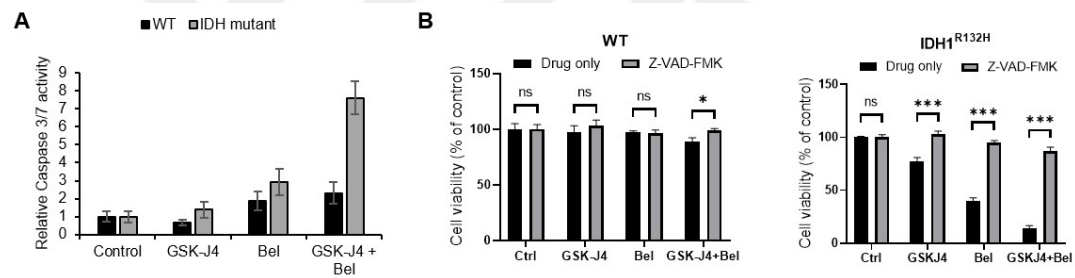 A
WT IDH mutant
Relative Caspase 3/7 activity
9
8
7
6
5
4
3
2
1
0
Control GSK-J4 Bel GSK-J4 +
Bel
B
WT
Drug only Z-VAD-FMK
Cell viability (% of control)
150
100
50
0
ns ns ns *
Ctrl GSK-J4 Bel GSK-J4+Bel
IDH1R132H
Drug only Z-VAD-FMK
Cell viability (% of control)
150
100
50
0
ns *** *** ***
Ctrl GSKJ4 Bel GSKJ4+Bel